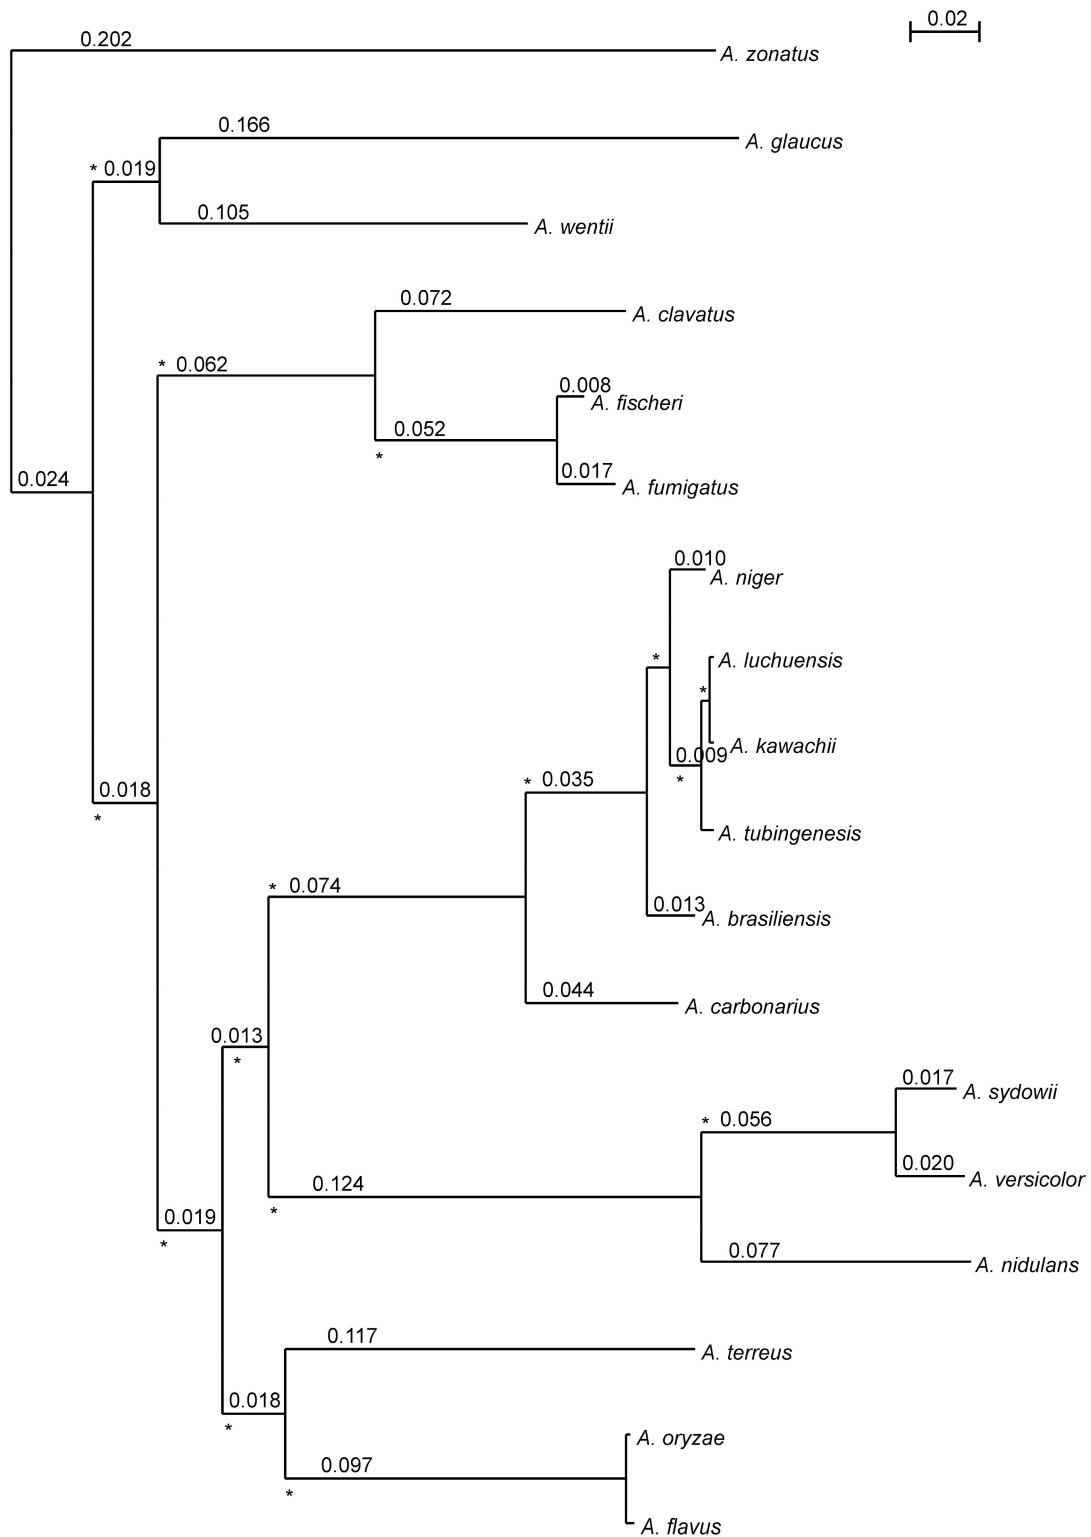 0.02
0.202
A. zonatus
0.166
A. glaucus
* 0.019
0.105
A. wentii
0.072
A. clavatus
* 0.062
0.008
A. fischeri
0.052
*
0.024
0.017
A. fumigatus
0.010
A. niger
*
A. luchuensis
*
A. kawachii
0.009
*
* 0.035
0.018
*
A. tubingenesis
* 0.074
0.013
A. brasiliensis
0.044
A. carbonarius
0.013
*
0.017
A. sydowii
* 0.056
0.020
A. versicolor
0.124
*
0.019
*
0.077
A. nidulans
0.117
A. terreus
0.018
*
A. oryzae
0.097
*
A. flavus